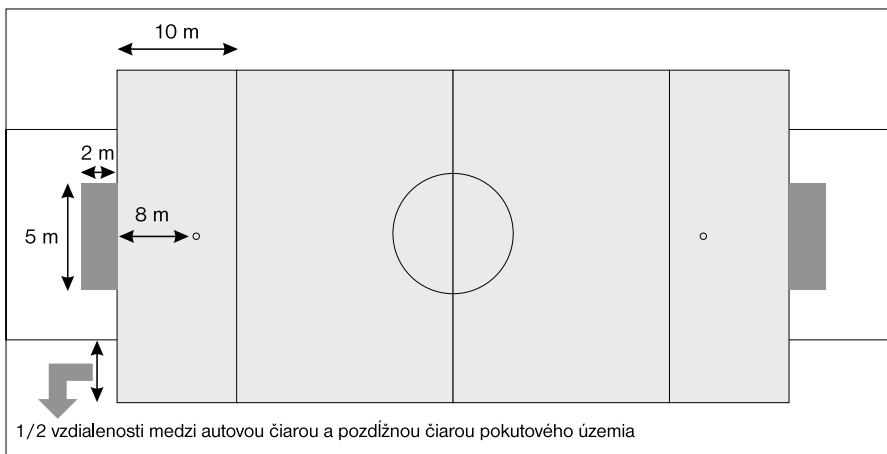 10 m
2 m
8 m
5 m
1/2 vzdialenosti medzi autovou čiarou a pozdĺžnou čiarou pokutového územia